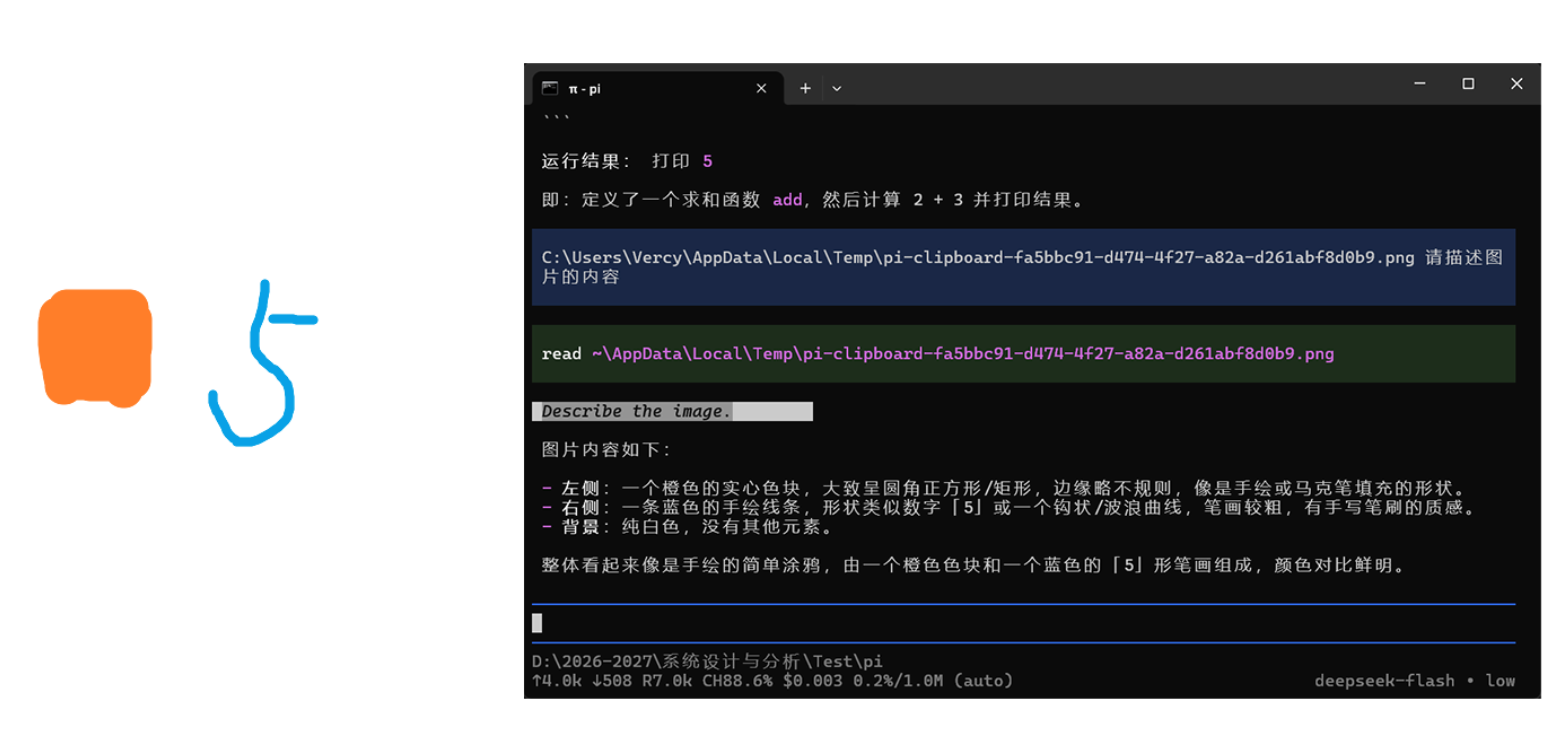 5
π - pi
```
运行结果： 打印 5
即：定义了一个求和函数 add，然后计算 2 + 3 并打印结果。
C:\Users\Vercy\AppData\Local\Temp\pi-clipboard-fa5bbc91-d474-4f27-a82a-d261abf8d0b9.png 请描述图
片的内容
read ~\AppData\Local\Temp\pi-clipboard-fa5bbc91-d474-4f27-a82a-d261abf8d0b9.png
Describe the image.
图片内容如下：
- 左侧：一个橙色的实心色块，大致呈圆角正方形/矩形，边缘略不规则，像是手绘或马克笔填充的形状。
- 右侧：一条蓝色的手绘线条，形状类似数字「5」或一个钩状/波浪曲线，笔画较粗，有手写笔刷的质感。
- 背景：纯白色，没有其他元素。
整体看起来像是手绘的简单涂鸦，由一个橙色色块和一个蓝色的「5」形笔画组成，颜色对比鲜明。
D:\2026-2027\系统设计与分析\Test\pi
↑4.0k ↓508 R7.0k CH88.6% $0.003 0.2%/1.0M (auto) deepseek-flash • low